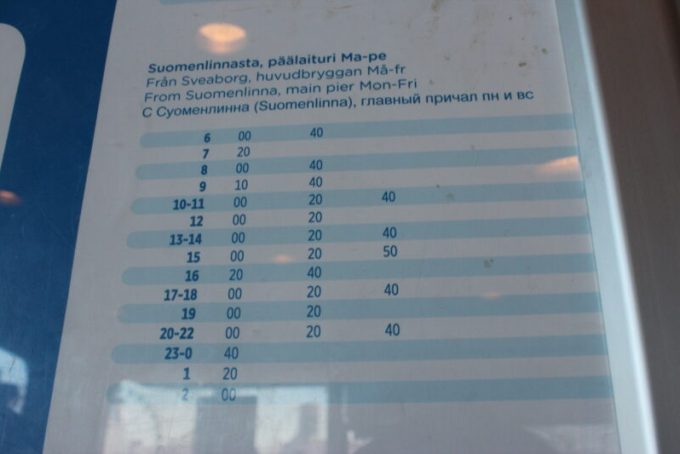 Suomenlinnasta, päälaituri Ma-pe
Från Sveaborg, huvudbryggan Må-fr
From Suomenlinna, main pier Mon-Fri
С Суоменлинна (Suomenlinna), главный причал пн и вс
6 00 40
7 20
8 00 40
9 10 40
10-11 00 20 40
12 00 20
13-14 00 20 40
15 00 20 50
16 20 40
17-18 00 20 40
19 00 20
20-22 00 20 40
23-0 40
1 20
2 00